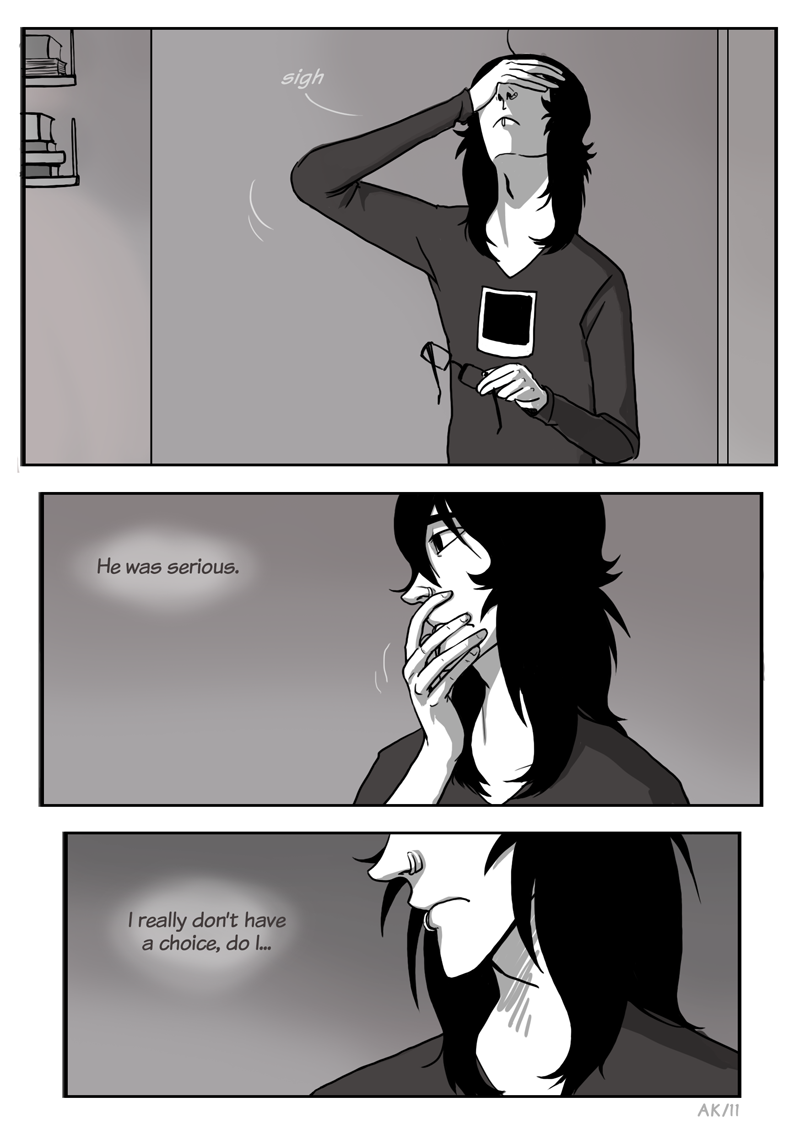 sigh
He was serious.
I really don't have
a choice, do I...
AK/11